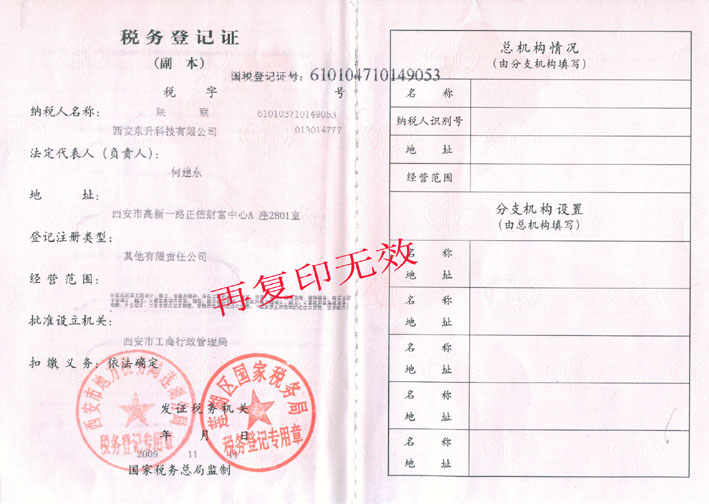 税务登记证
(副 本)
国税登记证号：610104710149053
税 字 号
陕 联 610103710149053
纳税人名称：
西安东升科技有限公司 013014777
法定代表人（负责人）：
何建永
地 址：
西安市高新一路正信财富中心A 座2801室
登记注册类型：
其他有限责任公司
经营范围：
批准设立机关：
西安市工商行政管理局
扣缴义务：依法确定
发证税务机关
年 月 日
2009 11
国家税务总局监制
西安市地方税务局莲湖分局
税务登记专用章
莲湖区国家税务局
税务登记专用章
再复印无效
总机构情况
(由分支机构填写)
名 称
纳税人识别号
地 址
经营范围
分支机构设置
(由总机构填写)
名 称
地 址
名 称
地 址
名 称
地 址
名 称
地 址
名 称
地 址